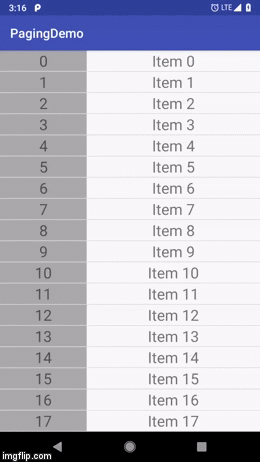 3:16 LTE
PagingDemo
0 Item 0
1 Item 1
2 Item 2
3 Item 3
4 Item 4
5 Item 5
6 Item 6
7 Item 7
8 Item 8
9 Item 9
10 Item 10
11 Item 11
12 Item 12
13 Item 13
14 Item 14
15 Item 15
16 Item 16
17 Item 17
imgflip.com